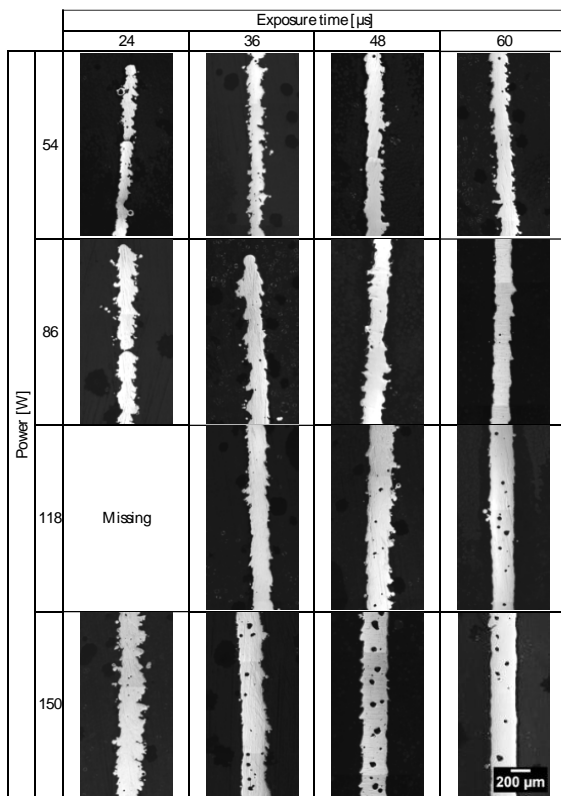 Exposure time [µs]
24 36 48 60
Power [W]
54
86
118 Missing
150
200 µm